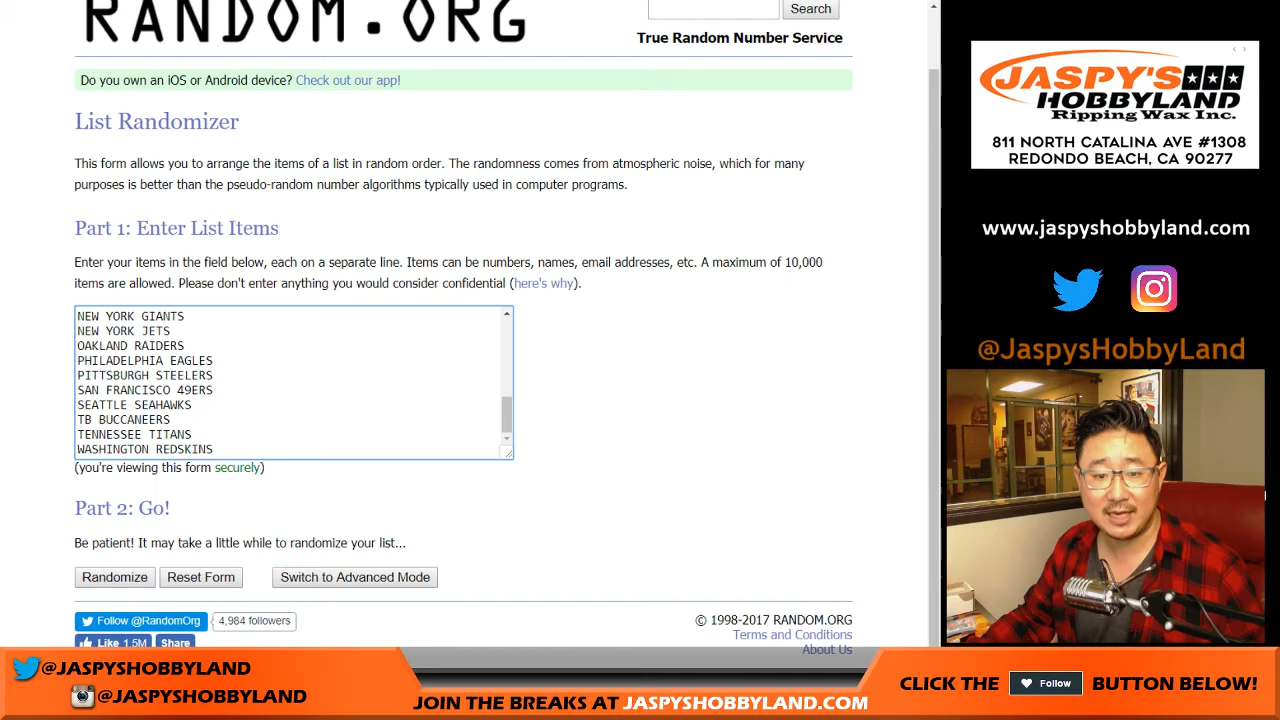 RANDOM.ORG
Search
True Random Number Service
Do you own an iOS or Android device? Check out our app!
List Randomizer
This form allows you to arrange the items of a list in random order. The randomness comes from atmospheric noise, which for many
purposes is better than the pseudo-random number algorithms typically used in computer programs.
Part 1: Enter List Items
Enter your items in the field below, each on a separate line. Items can be numbers, names, email addresses, etc. A maximum of 10,000
items are allowed. Please don't enter anything you would consider confidential (here's why).
NEW YORK GIANTS
NEW YORK JETS
OAKLAND RAIDERS
PHILADELPHIA EAGLES
PITTSBURGH STEELERS
SAN FRANCISCO 49ERS
SEATTLE SEAHAWKS
TB BUCCANEERS
TENNESSEE TITANS
WASHINGTON REDSKINS
(you're viewing this form securely)
Part 2: Go!
Be patient! It may take a little while to randomize your list...
Randomize
Reset Form
Switch to Advanced Mode
Follow @RandomOrg
4,984 followers
Like 1.5M
Share
© 1998-2017 RANDOM.ORG
Terms and Conditions
About Us
JASPY'S
HOBBYLAND
Ripping Wax Inc.
811 NORTH CATALINA AVE #1308
REDONDO BEACH, CA 90277
www.jaspyshobbyland.com
@JaspysHobbyLand
@JASPYSHOBBYLAND
@JASPYSHOBBYLAND
JOIN THE BREAKS AT JASPYSHOBBYLAND.COM
CLICK THE Follow BUTTON BELOW!